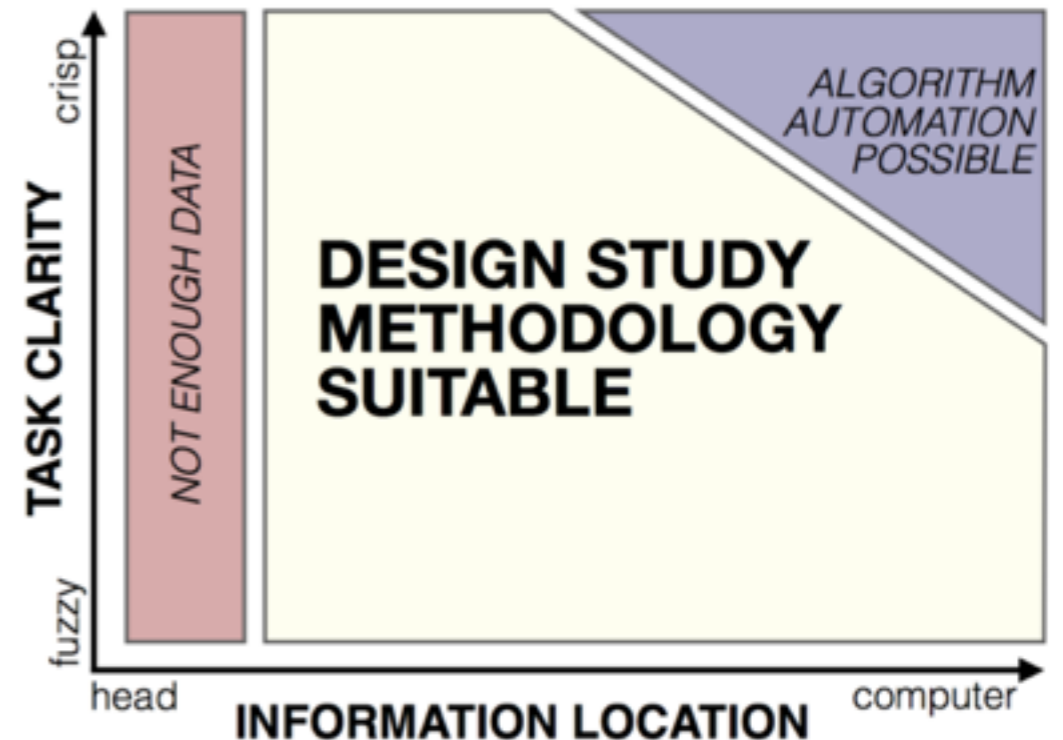 crisp
TASK CLARITY
fuzzy
NOT ENOUGH DATA
DESIGN STUDY
METHODOLOGY
SUITABLE
ALGORITHM
AUTOMATION
POSSIBLE
head
computer
INFORMATION LOCATION